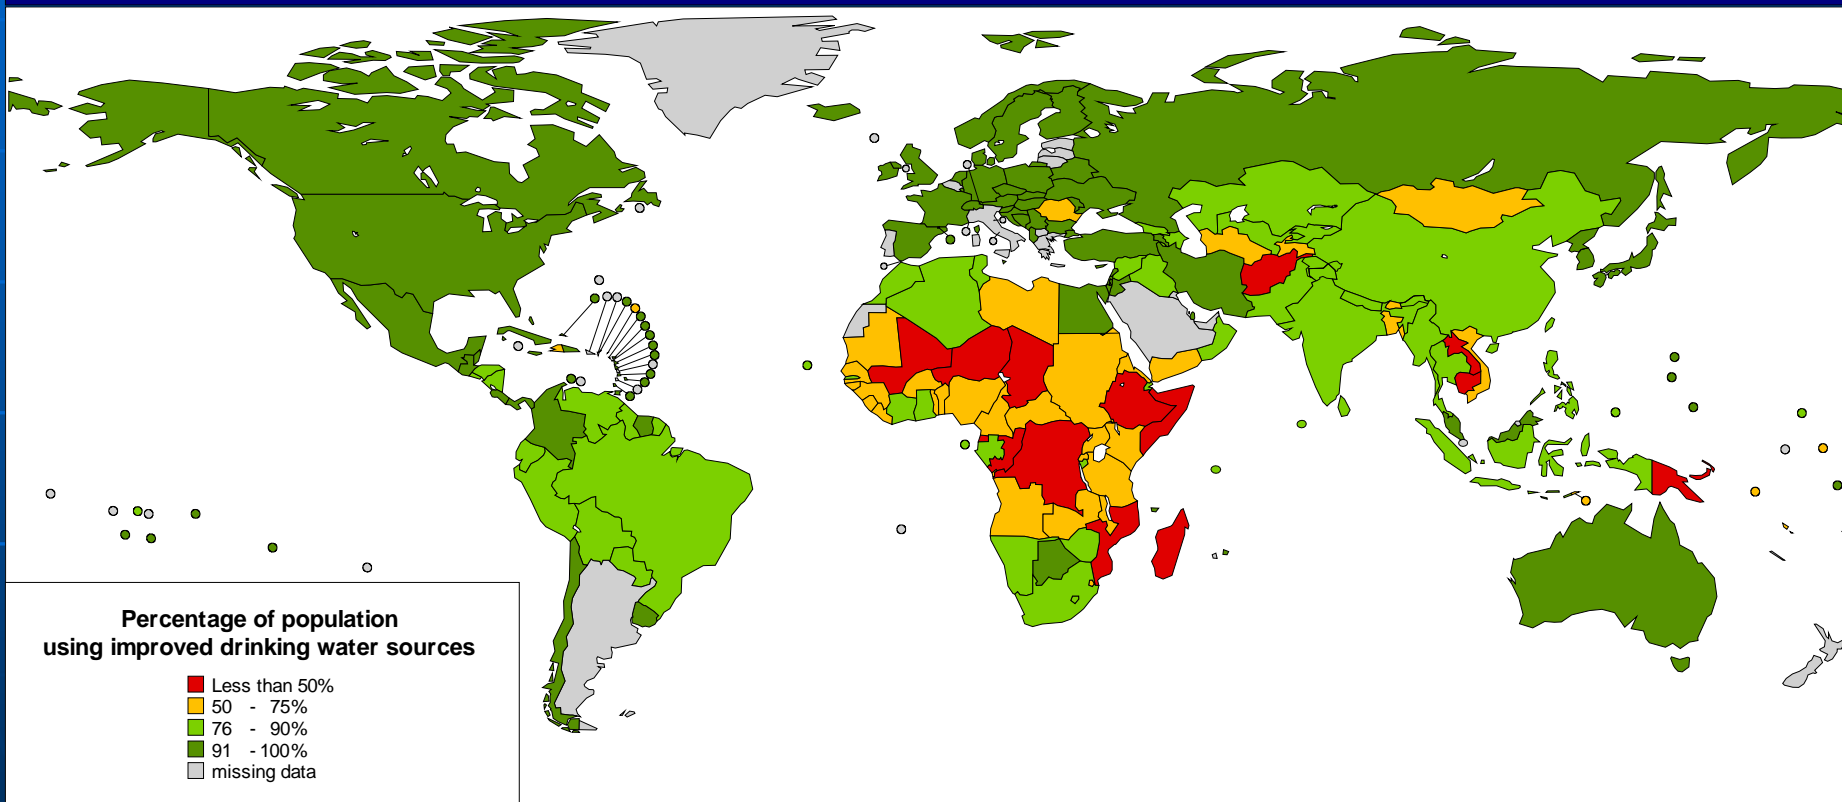 Percentage of population
using improved drinking water sources
Less than 50%
50 - 75%
76 - 90%
91 - 100%
missing data